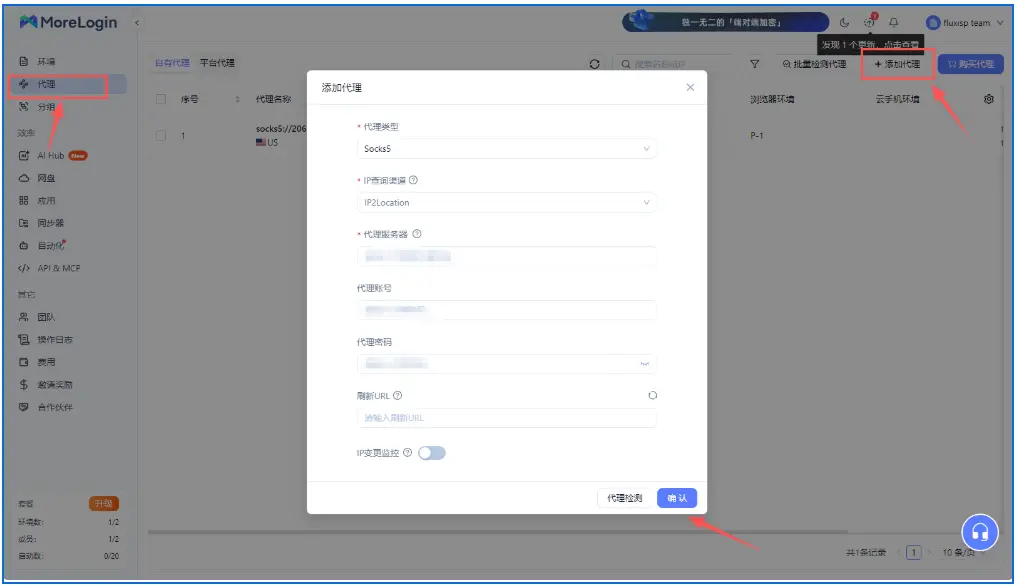 MoreLogin
独一无二的「端对端加密」
1
fluxisp team
发现 1 个更新，点击查看
环境
代理
分组
效率
AI Hub New
网盘
应用
同步器
自动化
API & MCP
其它
团队
操作日志
费用
邀请奖励
合作伙伴
套餐
升级
环境数: 1/2
成员: 1/2
自动数: 0/20
自有代理 平台代理
批量检测代理
+ 添加代理
购买代理
序号
代理名称
浏览器环境
云手机环境
1
socks5://206
US
P-1
添加代理
* 代理类型
Socks5
* IP查询渠道
IP2Location
* 代理服务器
代理账号
代理密码
刷新URL
请输入刷新URL
IP变更监控
代理检测
确认
共1条记录
1
10 条/页